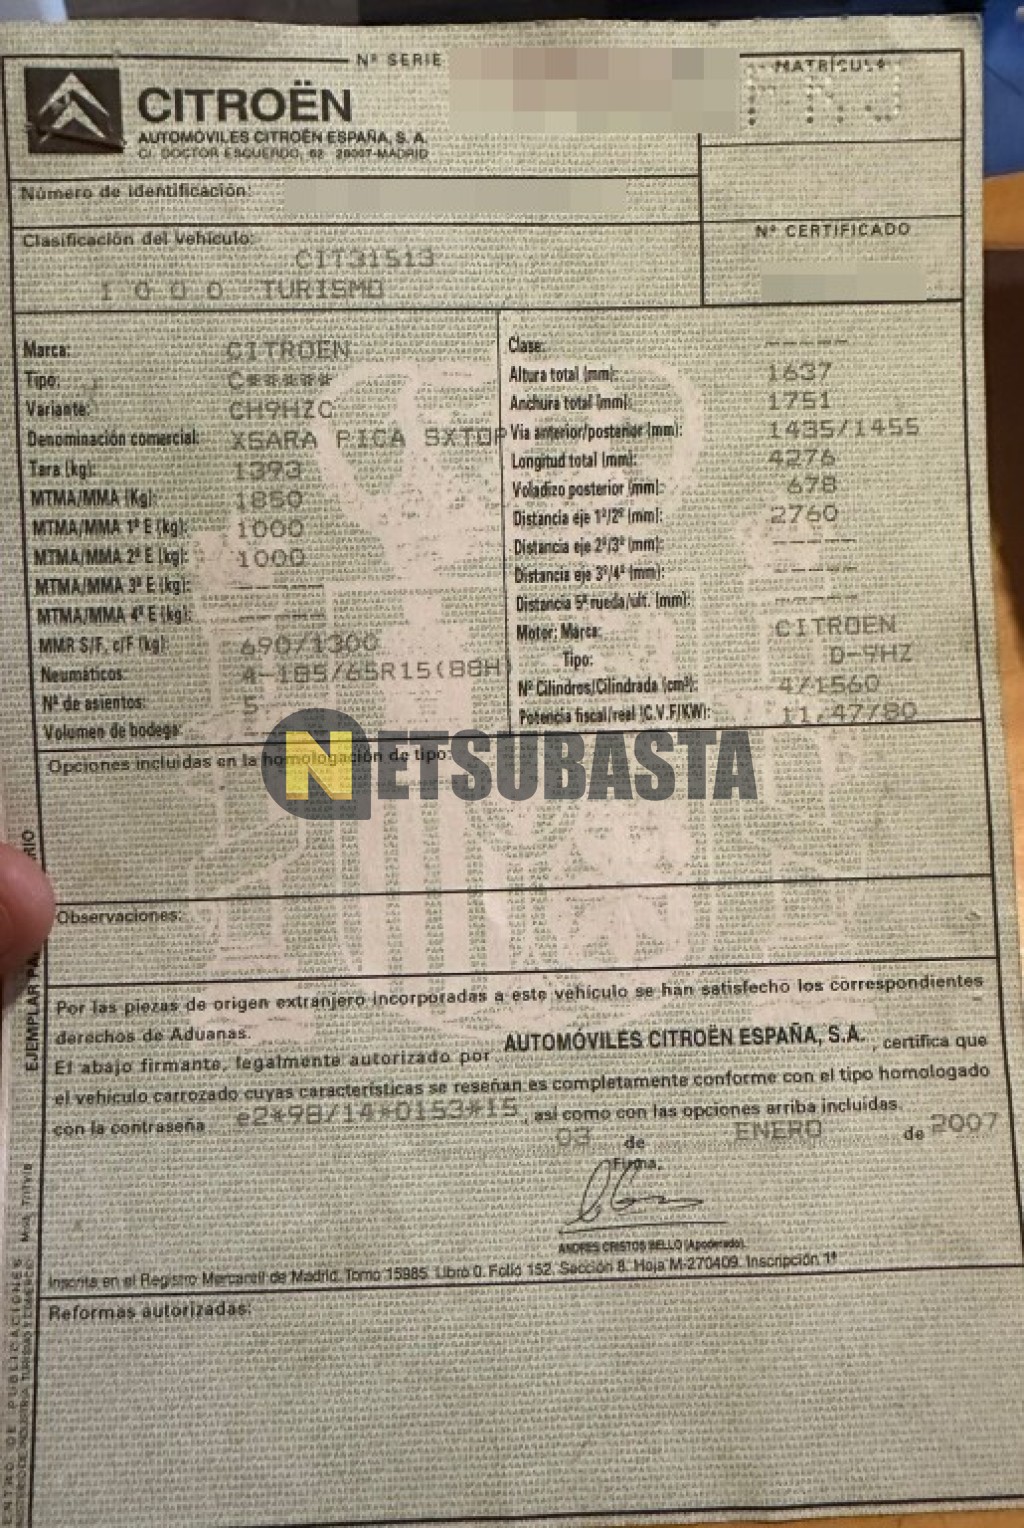 Nº SERIE
MATRÍCULA
CITROËN
AUTOMÓVILES CITROËN ESPAÑA, S. A.
C/. DOCTOR ESQUERDO, 62 28007-MADRID
Número de identificación:
Clasificación del vehículo:
CIT31513
1 0 0 0 TURISMO
Nº CERTIFICADO
Marca: CITROEN
Tipo: C*****
Variante: CH9HZC
Denominación comercial: XSARA PICA SXTOP
Tara (kg): 1393
MTMA/MMA (Kg): 1850
MTMA/MMA 1º E (kg): 1000
MTMA/MMA 2º E (kg): 1000
MTMA/MMA 3º E (kg): -----
MTMA/MMA 4º E (kg): -----
MMR S/F, c/F (kg): 690/1300
Neumáticos: 4-185/65R15(88H)
Nº de asientos: 5
Volumen de bodega:
Clase: -----
Altura total (mm): 1637
Anchura total (mm): 1751
Vía anterior/posterior (mm): 1435/1455
Longitud total (mm): 4276
Voladizo posterior (mm): 678
Distancia eje 1º/2º (mm): 2760
Distancia eje 2º/3º (mm): -----
Distancia eje 3º/4º (mm): -----
Distancia 5ª rueda/ult. (mm): -----
Motor: Marca: CITROEN
Tipo: D-9HZ
Nº Cilindros/Cilindrada (cm³): 4/1560
Potencia fiscal/real (C.V.F/KW): 11,47/80
Opciones incluidas en la homologación de tipo:
NETSUBASTA
Observaciones:
Por las piezas de origen extranjero incorporadas a este vehículo se han satisfecho los correspondientes
derechos de Aduanas.
El abajo firmante, legalmente autorizado por AUTOMÓVILES CITROËN ESPAÑA, S.A., certifica que
el vehículo carrozado cuyas características se reseñan es completamente conforme con el tipo homologado
con la contraseña e2*98/14*0153*15, así como con las opciones arriba incluidas.
03 de ENERO de 2007
Firma,
ANDRES CRISTOS BELLO (Apoderado).
Inscrita en el Registro Mercantil de Madrid. Tomo 15985. Libro 0. Folio 152. Sección 8. Hoja M-270409. Inscripción 1ª
Reformas autorizadas: